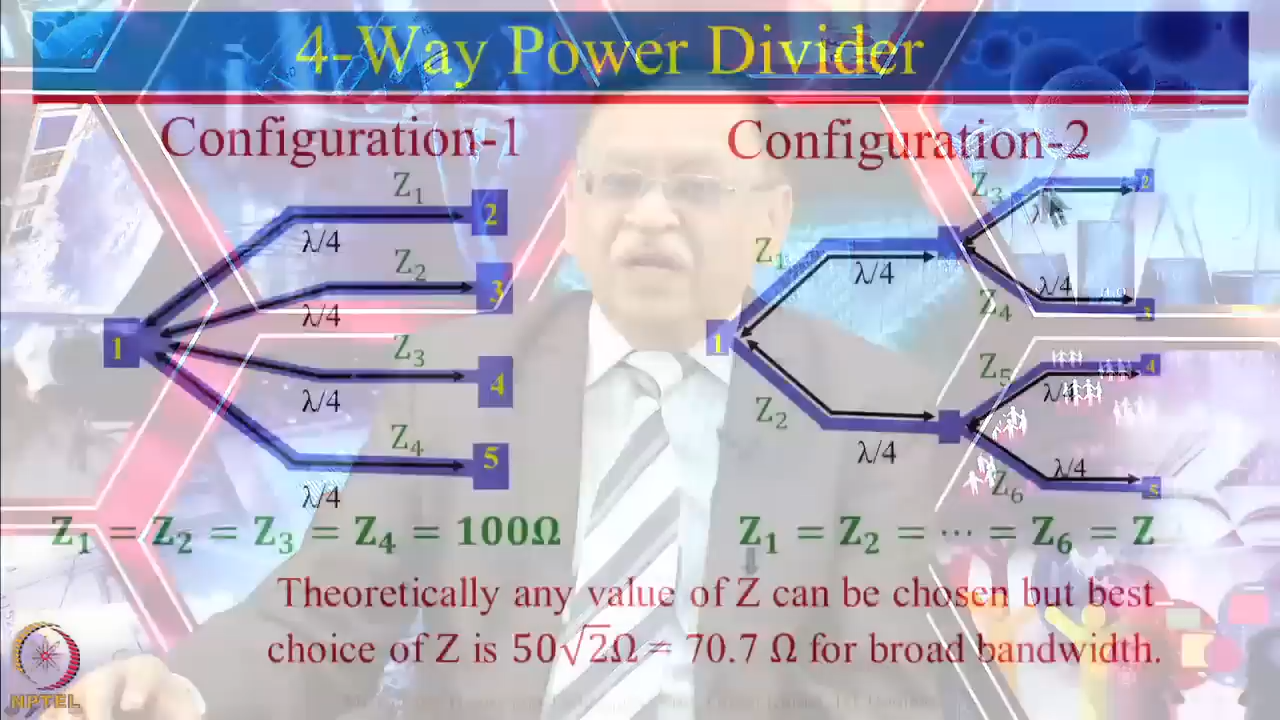 4-Way Power Divider
Configuration-1
Z₁
2
λ/4
Z₂
3
λ/4
1
Z₃
4
λ/4
Z₄
5
λ/4
Z₁ = Z₂ = Z₃ = Z₄ = 100Ω
Configuration-2
Z₃
2
λ/4
Z₁
λ/4
λ/4
Z₄
3
1
Z₅
4
λ/4
Z₂
λ/4
λ/4
Z₆
5
Z₁ = Z₂ = ⋯ = Z₆ = Z
Theoretically any value of Z can be chosen but best
choice of Z is 50√2Ω = 70.7 Ω for broad bandwidth.
NPTEL